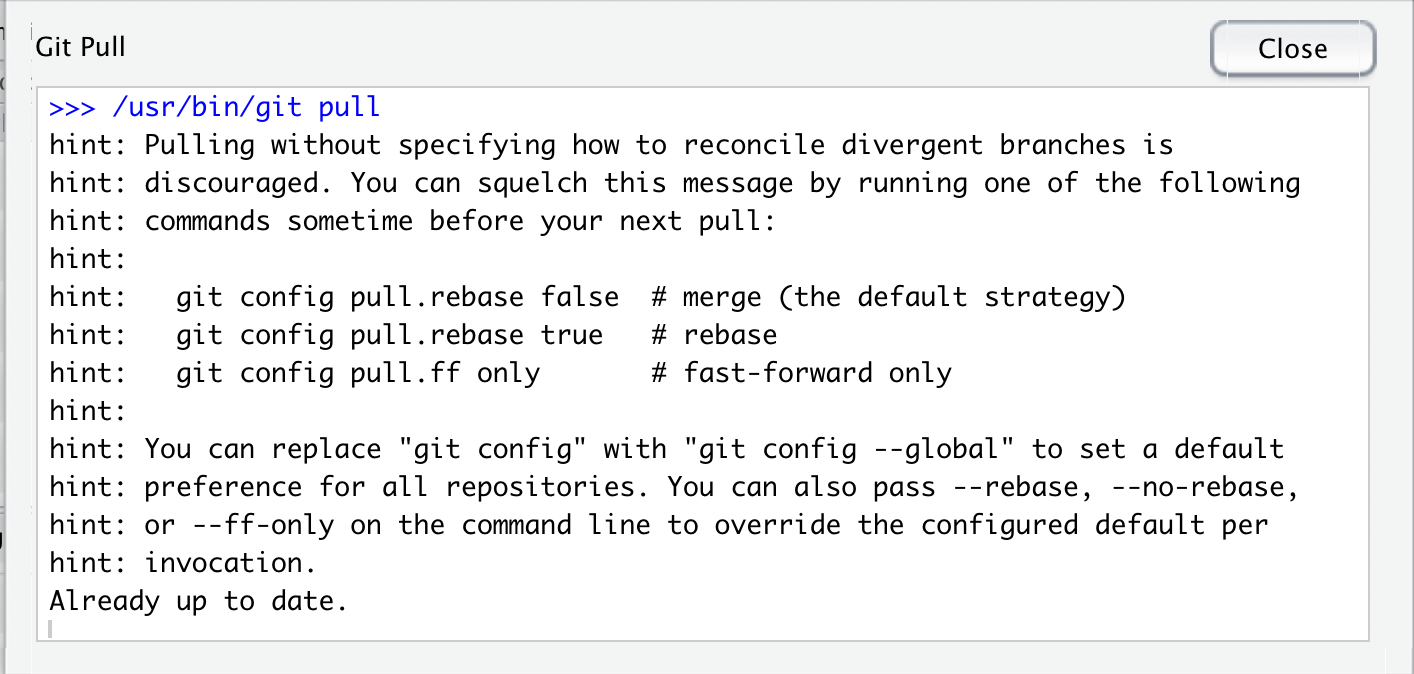 Git Pull
Close
>>> /usr/bin/git pull
hint: Pulling without specifying how to reconcile divergent branches is
hint: discouraged. You can squelch this message by running one of the following
hint: commands sometime before your next pull:
hint:
hint:   git config pull.rebase false  # merge (the default strategy)
hint:   git config pull.rebase true   # rebase
hint:   git config pull.ff only       # fast-forward only
hint:
hint: You can replace "git config" with "git config --global" to set a default
hint: preference for all repositories. You can also pass --rebase, --no-rebase,
hint: or --ff-only on the command line to override the configured default per
hint: invocation.
Already up to date.